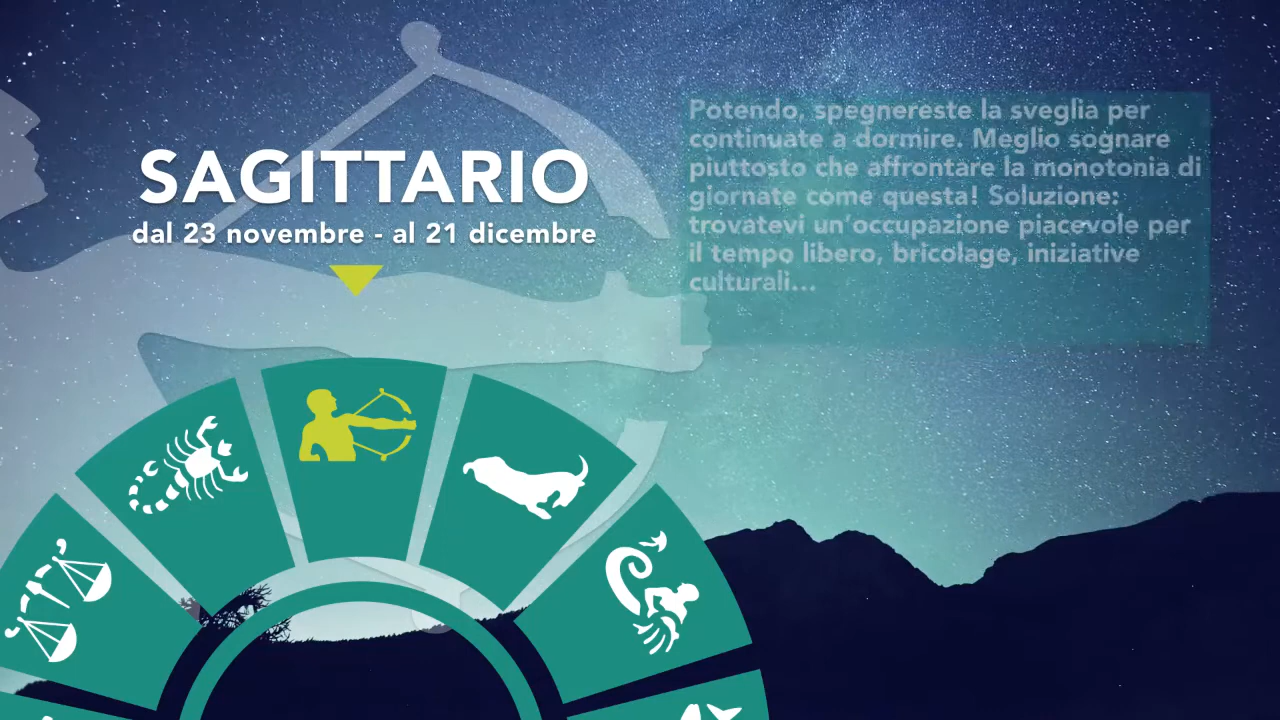 SAGITTARIO
dal 23 novembre - al 21 dicembre
Potendo, spegnereste la sveglia per
continuate a dormire. Meglio sognare
piuttosto che affrontare la monotonia di
giornate come questa! Soluzione:
trovatevi un’occupazione piacevole per
il tempo libero, bricolage, iniziative
culturali...